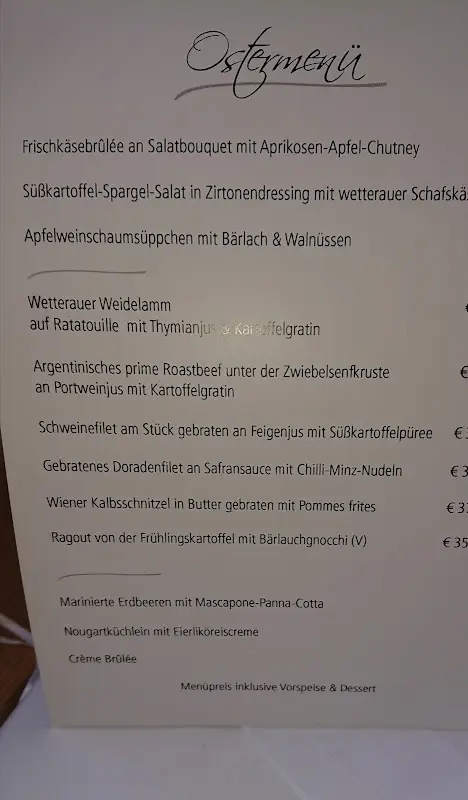 Ostermenü
Frischkäsebrûlée an Salatbouquet mit Aprikosen-Apfel-Chutney
Süßkartoffel-Spargel-Salat in Zirtonendressing mit wetterauer Schafskä
Apfelweinschaumsüppchen mit Bärlach & Walnüssen
Wetterauer Weidelamm €
auf Ratatouille mit Thymianjus & Kartoffelgratin
Argentinisches prime Roastbeef unter der Zwiebelsenfkruste €
an Portweinjus mit Kartoffelgratin
Schweinefilet am Stück gebraten an Feigenjus mit Süßkartoffelpüree € 3
Gebratenes Doradenfilet an Safransauce mit Chilli-Minz-Nudeln € 3
Wiener Kalbsschnitzel in Butter gebraten mit Pommes frites € 3
Ragout von der Frühlingskartoffel mit Bärlauchgnocchi (V) € 35
Marinierte Erdbeeren mit Mascapone-Panna-Cotta
Nougartküchlein mit Eierliköreiscreme
Crème Brûlée
Menüpreis inklusive Vorspeise & Dessert